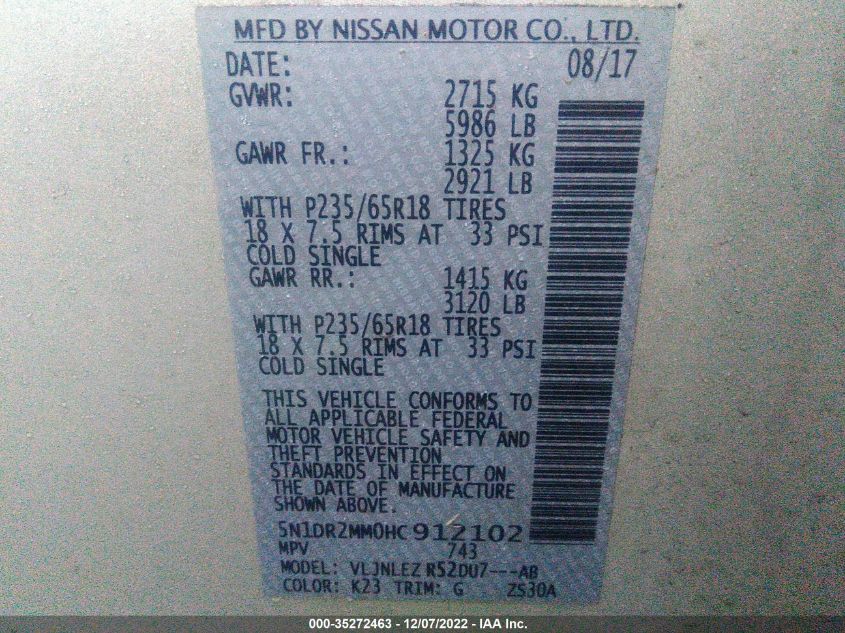 MFD BY NISSAN MOTOR CO., LTD.
DATE: 08/17
GVWR: 2715 KG
5986 LB
GAWR FR.: 1325 KG
2921 LB
WITH P235/65R18 TIRES
18 X 7.5 RIMS AT 33 PSI
COLD SINGLE
GAWR RR.: 1415 KG
3120 LB
WITH P235/65R18 TIRES
18 X 7.5 RIMS AT 33 PSI
COLD SINGLE
THIS VEHICLE CONFORMS TO
ALL APPLICABLE FEDERAL
MOTOR VEHICLE SAFETY AND
THEFT PREVENTION
STANDARDS IN EFFECT ON
THE DATE OF MANUFACTURE
SHOWN ABOVE.
5N1DR2MM0HC 912102
MPV 743
MODEL: VLJNLEZ R52DU7---AB
COLOR: K23 TRIM: G ZS30A
000-35272463 - 12/07/2022 - IAA Inc.